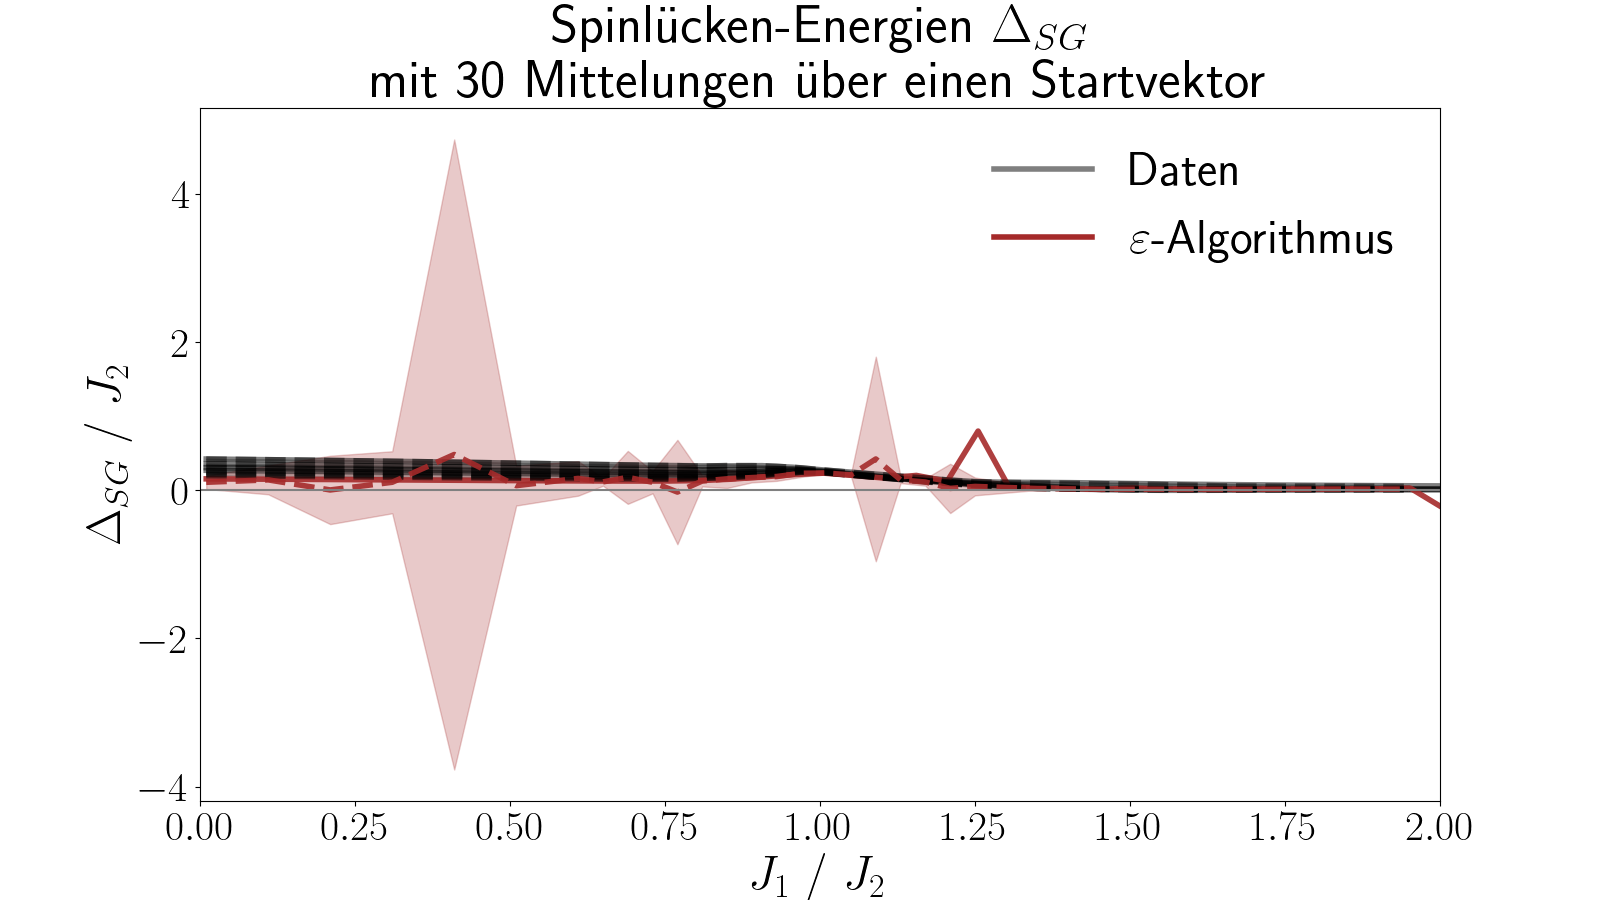 Spinlücken-Energien Δ_SG
mit 30 Mittelungen über einen Startvektor
Daten
ε-Algorithmus
Δ_SG / J_2
4
2
0
−2
−4
0.00 0.25 0.50 0.75 1.00 1.25 1.50 1.75 2.00
J_1 / J_2